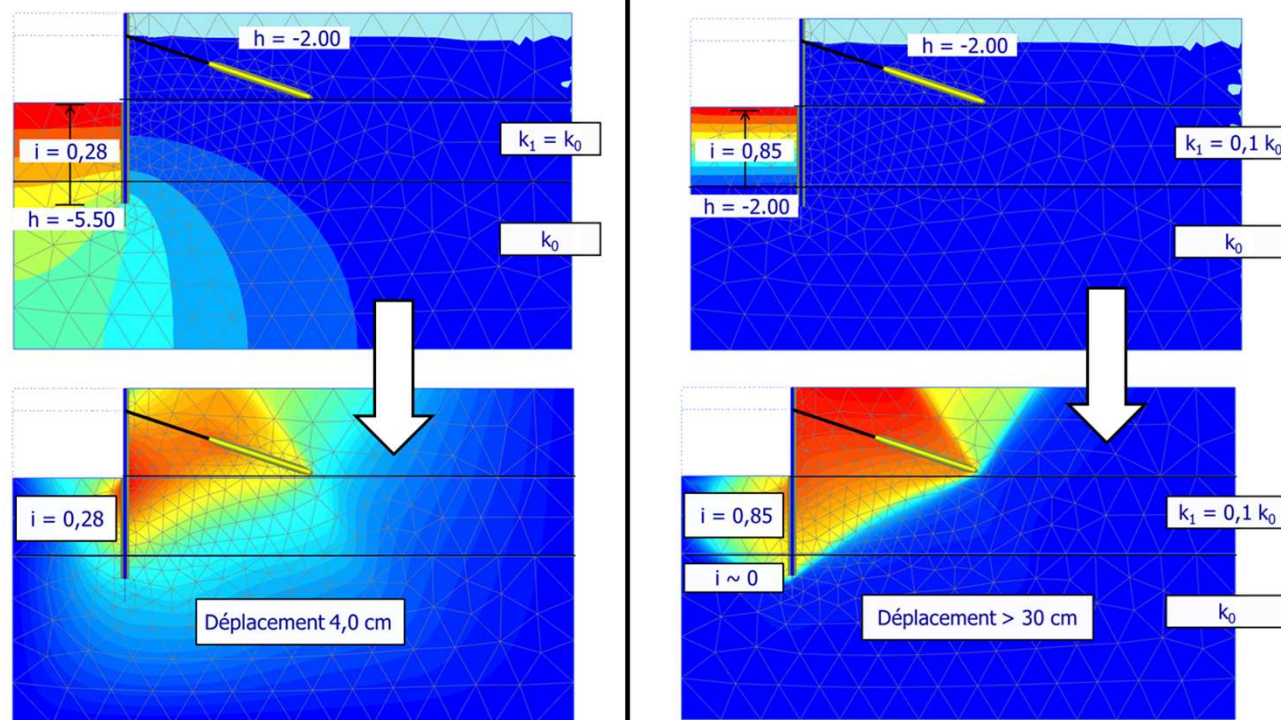 h = -2.00
i = 0,28
k₁ = k₀
h = -5.50
k₀
i = 0,28
Déplacement 4,0 cm
h = -2.00
i = 0,85
k₁ = 0,1 k₀
h = -2.00
k₀
i = 0,85
k₁ = 0,1 k₀
i ~ 0
Déplacement > 30 cm
k₀